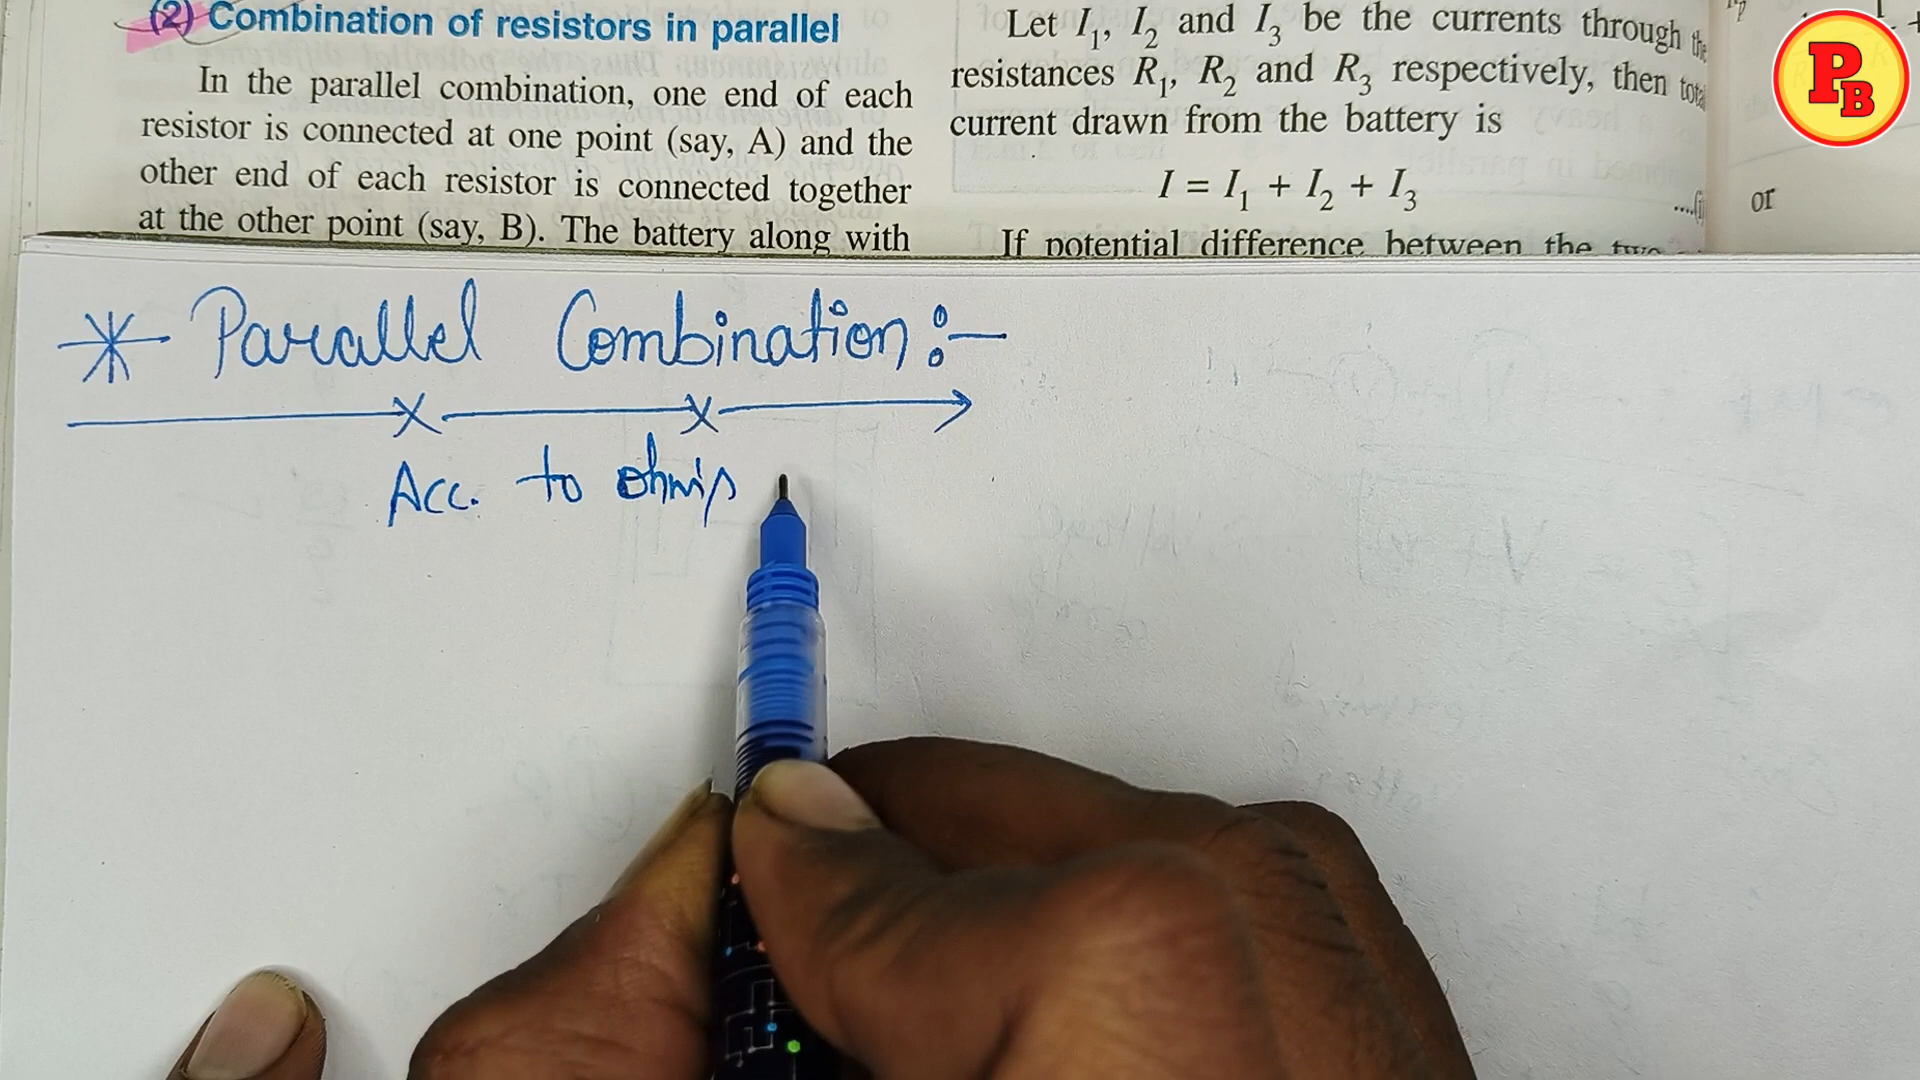 (2) Combination of resistors in parallel
In the parallel combination, one end of each
resistor is connected at one point (say, A) and the
other end of each resistor is connected together
at the other point (say, B). The battery along with
Let I₁, I₂ and I₃ be the currents through the
resistances R₁, R₂ and R₃ respectively, then total
current drawn from the battery is
I = I₁ + I₂ + I₃
....(i
If potential difference between the two
or
PB
* Parallel Combination :-
Acc. to ohm's